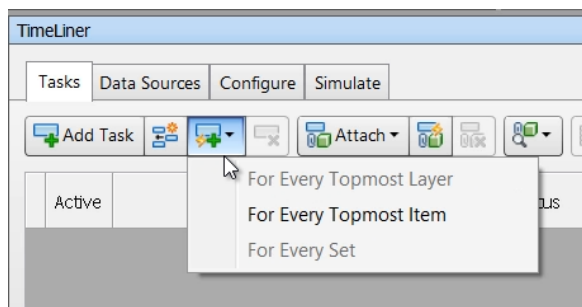 TimeLiner
Tasks Data Sources Configure Simulate
Add Task Attach
For Every Topmost Layer
Active
For Every Topmost Item
For Every Set